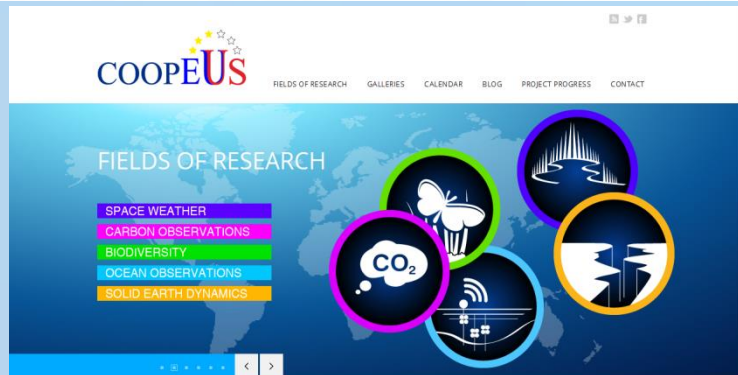 COOPEUS
FIELDS OF RESEARCH GALLERIES CALENDAR BLOG PROJECT PROGRESS CONTACT
FIELDS OF RESEARCH
SPACE WEATHER
CARBON OBSERVATIONS
BIODIVERSITY
OCEAN OBSERVATIONS
SOLID EARTH DYNAMICS
CO₂